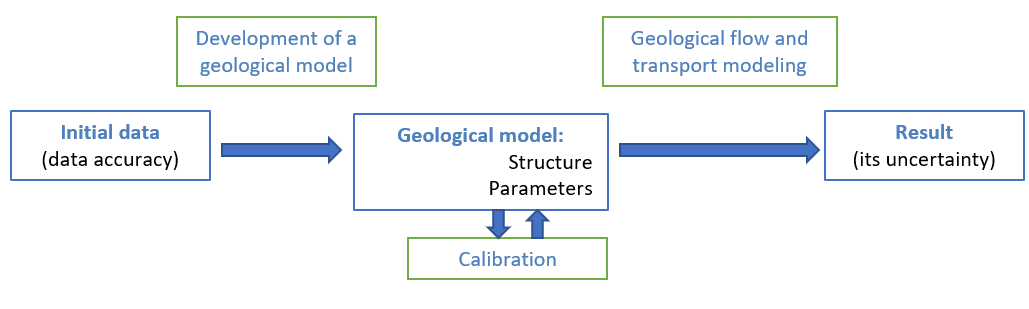 Development of a
geological model
Geological flow and
transport modeling
Initial data
(data accuracy)
Geological model:
Structure
Parameters
Result
(its uncertainty)
Calibration